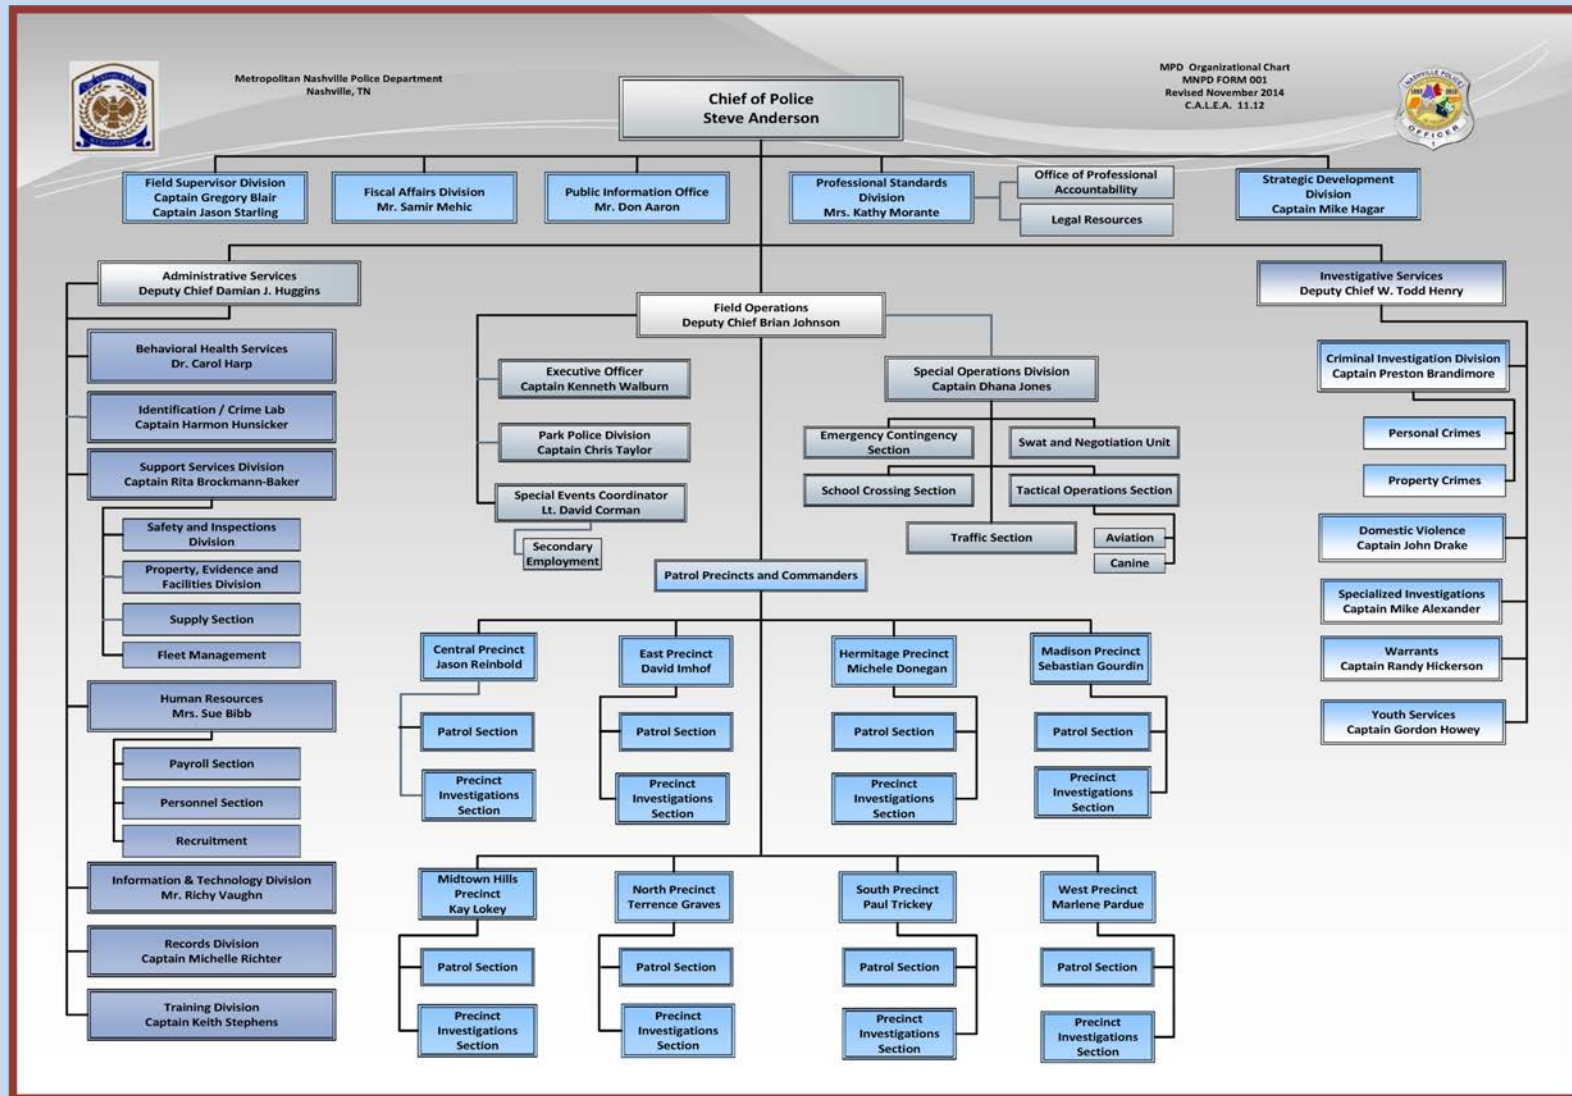 Metropolitan Nashville Police Department
Nashville, TN
MPD Organizational Chart
MNPD FORM 001
Revised November 2014
C.A.L.E.A. 11.12
NASHVILLE POLICE
OFFICER
1
Chief of Police
Steve Anderson
Field Supervisor Division
Captain Gregory Blair
Captain Jason Starling
Fiscal Affairs Division
Mr. Samir Mehic
Public Information Office
Mr. Don Aaron
Professional Standards
Division
Mrs. Kathy Morante
Office of Professional
Accountability
Legal Resources
Strategic Development
Division
Captain Mike Hagar
Administrative Services
Deputy Chief Damian J. Huggins
Behavioral Health Services
Dr. Carol Harp
Identification / Crime Lab
Captain Harmon Hunsicker
Support Services Division
Captain Rita Brockmann-Baker
Safety and Inspections
Division
Property, Evidence and
Facilities Division
Supply Section
Fleet Management
Human Resources
Mrs. Sue Bibb
Payroll Section
Personnel Section
Recruitment
Information & Technology Division
Mr. Richy Vaughn
Records Division
Captain Michelle Richter
Training Division
Captain Keith Stephens
Field Operations
Deputy Chief Brian Johnson
Executive Officer
Captain Kenneth Walburn
Park Police Division
Captain Chris Taylor
Special Events Coordinator
Lt. David Corman
Secondary
Employment
Special Operations Division
Captain Dhana Jones
Emergency Contingency
Section
Swat and Negotiation Unit
School Crossing Section
Tactical Operations Section
Traffic Section
Aviation
Canine
Patrol Precincts and Commanders
Central Precinct
Jason Reinbold
Patrol Section
Precinct
Investigations
Section
East Precinct
David Imhof
Patrol Section
Precinct
Investigations
Section
Hermitage Precinct
Michele Donegan
Patrol Section
Precinct
Investigations
Section
Madison Precinct
Sebastian Gourdin
Patrol Section
Precinct
Investigations
Section
Midtown Hills
Precinct
Kay Lokey
Patrol Section
Precinct
Investigations
Section
North Precinct
Terrence Graves
Patrol Section
Precinct
Investigations
Section
South Precinct
Paul Trickey
Patrol Section
Precinct
Investigations
Section
West Precinct
Marlene Pardue
Patrol Section
Precinct
Investigations
Section
Investigative Services
Deputy Chief W. Todd Henry
Criminal Investigation Division
Captain Preston Brandimore
Personal Crimes
Property Crimes
Domestic Violence
Captain John Drake
Specialized Investigations
Captain Mike Alexander
Warrants
Captain Randy Hickerson
Youth Services
Captain Gordon Howey